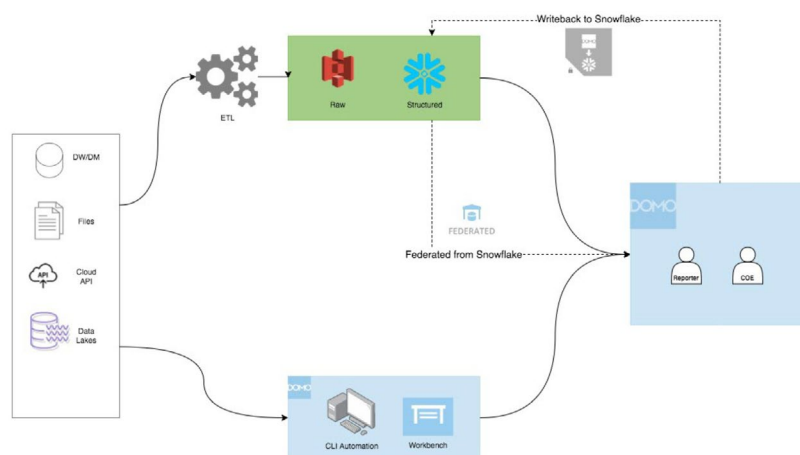 Writeback to Snowflake
DOMO
ETL
Raw
Structured
DW/DM
Files
API
Cloud
API
Data
Lakes
FEDERATED
Federated from Snowflake
DOMO
Reporter
COE
DOMO
CLI Automation
Workbench